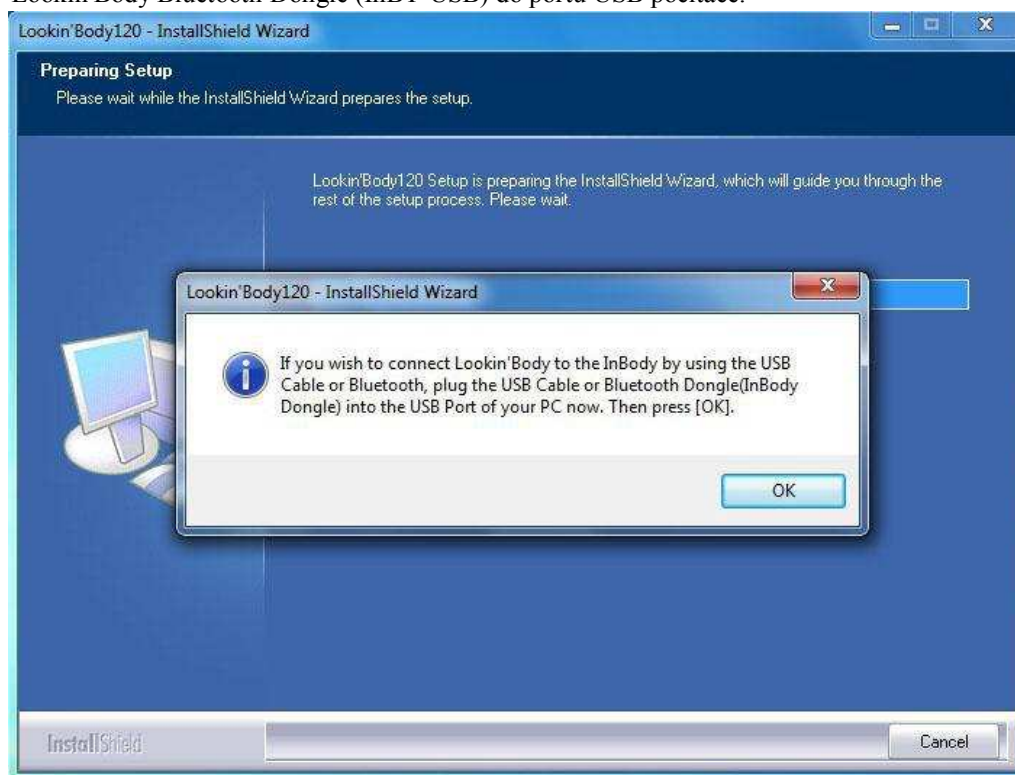 Lookin'Body Bluetooth Dongle (InBT-USB) do portu USB počítače.
Lookin'Body120 - InstallShield Wizard
Preparing Setup
Please wait while the InstallShield Wizard prepares the setup.
Lookin'Body120 Setup is preparing the InstallShield Wizard, which will guide you through the
rest of the setup process. Please wait.
Lookin'Body120 - InstallShield Wizard
If you wish to connect Lookin'Body to the InBody by using the USB
Cable or Bluetooth, plug the USB Cable or Bluetooth Dongle(InBody
Dongle) into the USB Port of your PC now. Then press [OK].
OK
InstallShield
Cancel